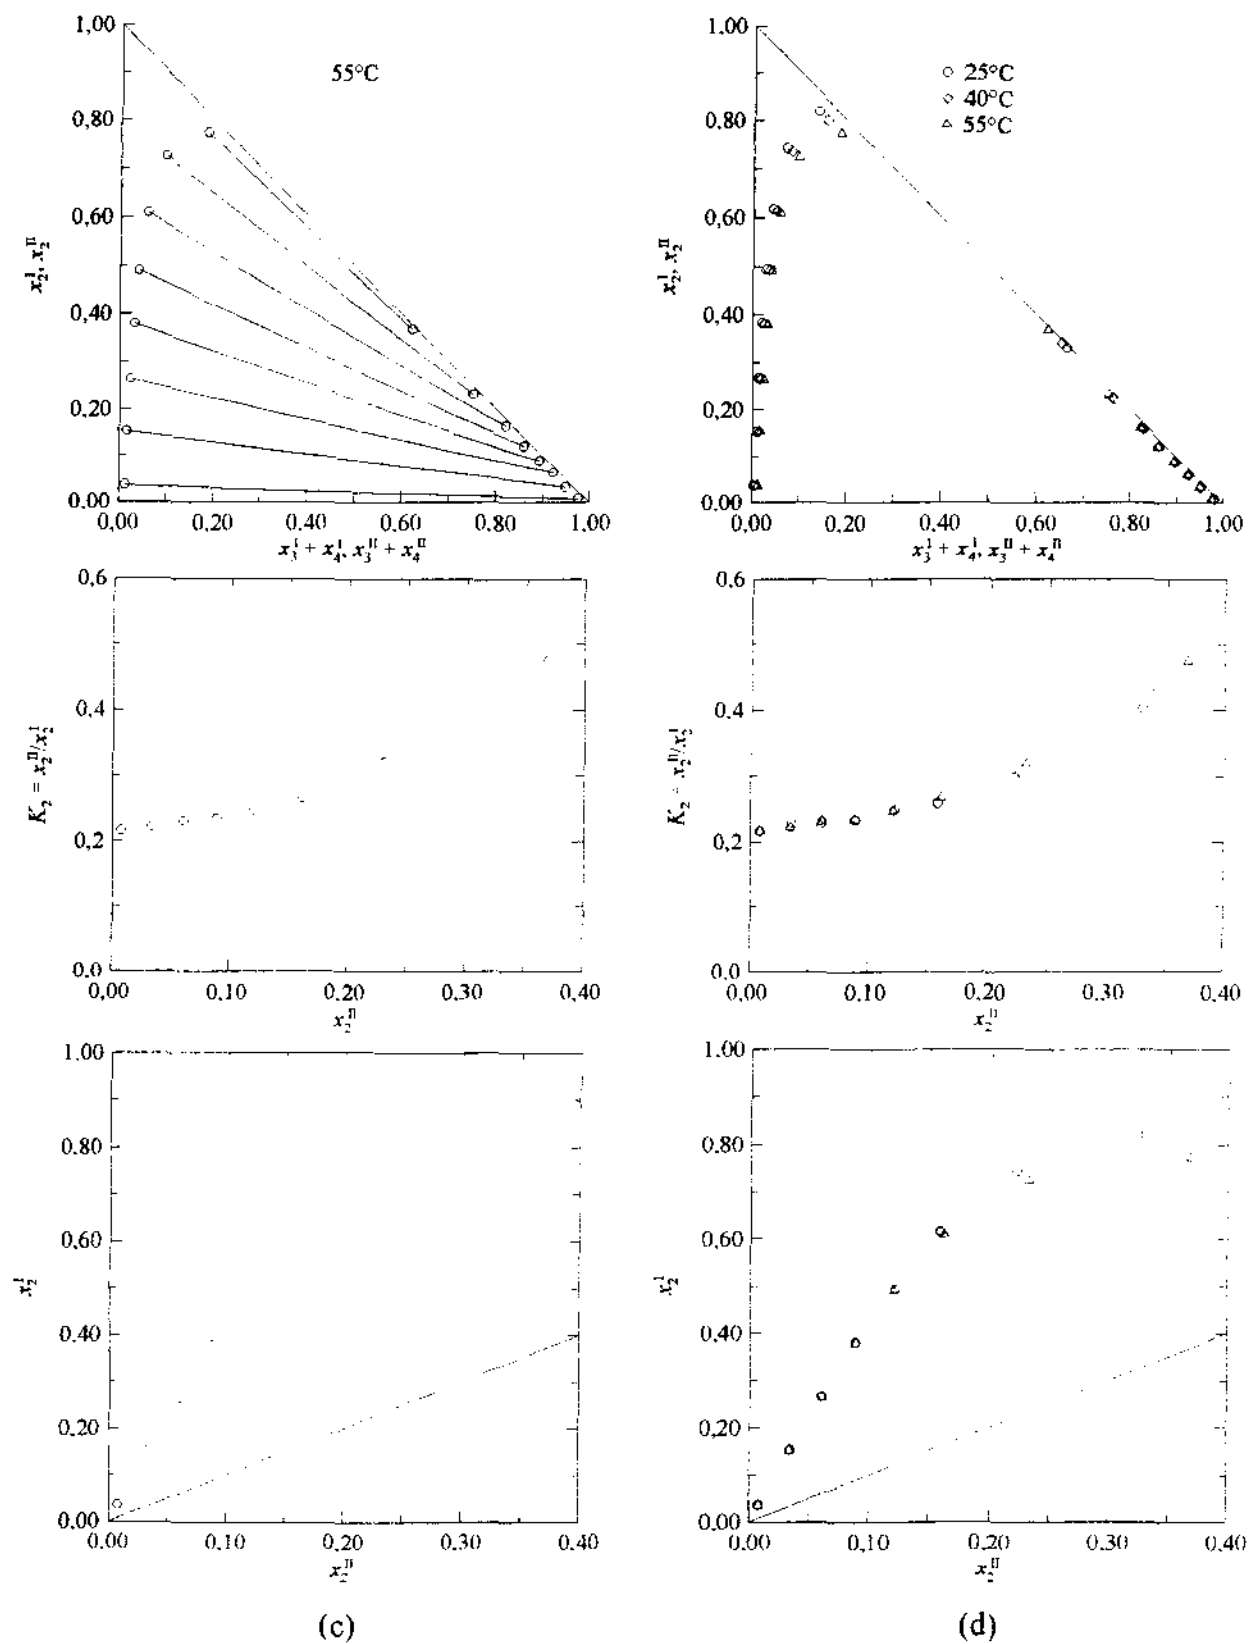 1,00
0,80
0,60
0,40
0,20
0.00
x₂ᴵ, x₂ᴵᴵ
55°C
0,00 0,20 0.40 0.60 0.80 1.00
x₃ᴵ + x₄ᴵ, x₃ᴵᴵ + x₄ᴵᴵ
1.00
0.80
0,60
0,40
0,20
0.00
x₂ᴵ, x₂ᴵᴵ
25°C
40°C
55°C
0.00 0.20 0.40 0.60 0.80 1.00
x₃ᴵ + x₄ᴵ, x₃ᴵᴵ + x₄ᴵᴵ
0,6
0,4
0,2
0.0
K₂ = x₂ᴵᴵ/x₂ᴵ
0,00 0.10 0.20 0.30 0.40
x₂ᴵᴵ
0.6
0.4
0,2
0.0
K₂ = x₂ᴵᴵ/x₂ᴵ
0.00 0.10 0.20 0.30 0.40
x₂ᴵᴵ
1.00
0.80
0,60
0.40
0,20
0.00
x₂ᴵ
0.00 0.10 0.20 0.30 0.40
x₂ᴵᴵ
1.00
0.80
0,60
0.40
0,20
0.00
x₂ᴵ
0.00 0.10 0.20 0.30 0.40
x₂ᴵᴵ
(c)
(d)